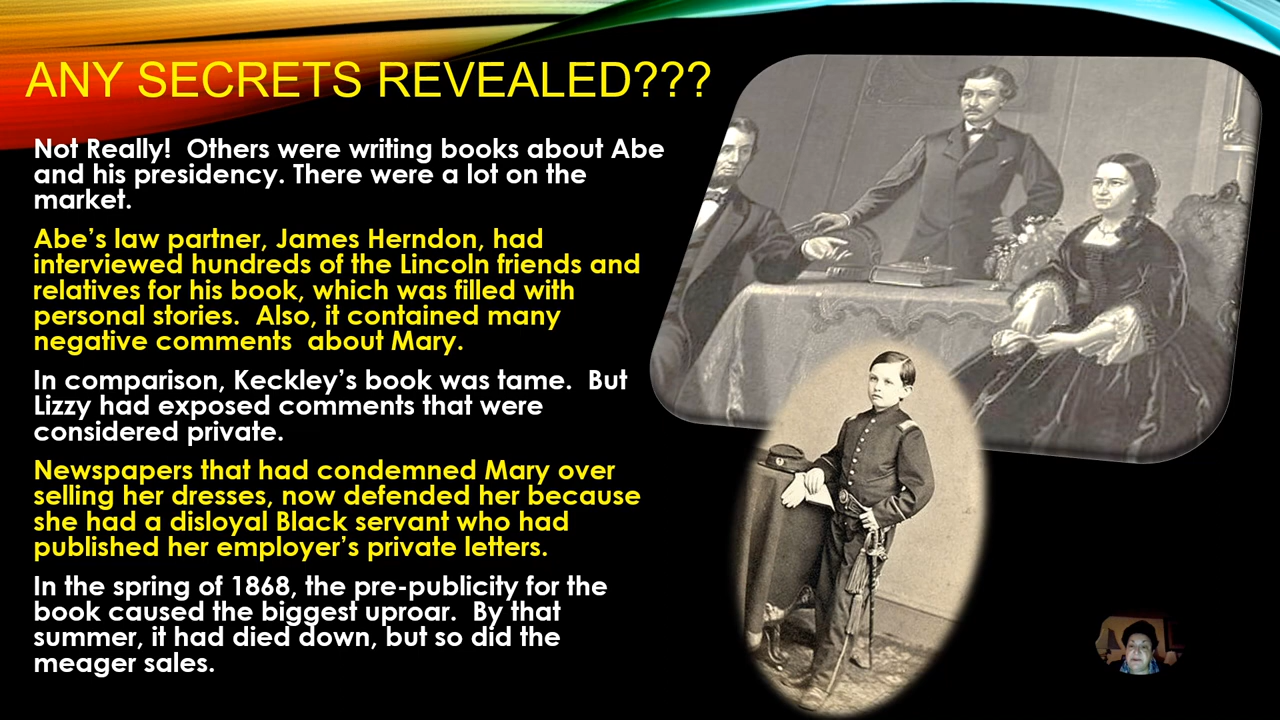 ANY SECRETS REVEALED???
Not Really!  Others were writing books about Abe
and his presidency. There were a lot on the
market.
Abe’s law partner, James Herndon, had
interviewed hundreds of the Lincoln friends and
relatives for his book, which was filled with
personal stories.  Also, it contained many
negative comments  about Mary.
In comparison, Keckley’s book was tame.  But
Lizzy had exposed comments that were
considered private.
Newspapers that had condemned Mary over
selling her dresses, now defended her because
she had a disloyal Black servant who had
published her employer’s private letters.
In the spring of 1868, the pre-publicity for the
book caused the biggest uproar.  By that
summer, it had died down, but so did the
meager sales.